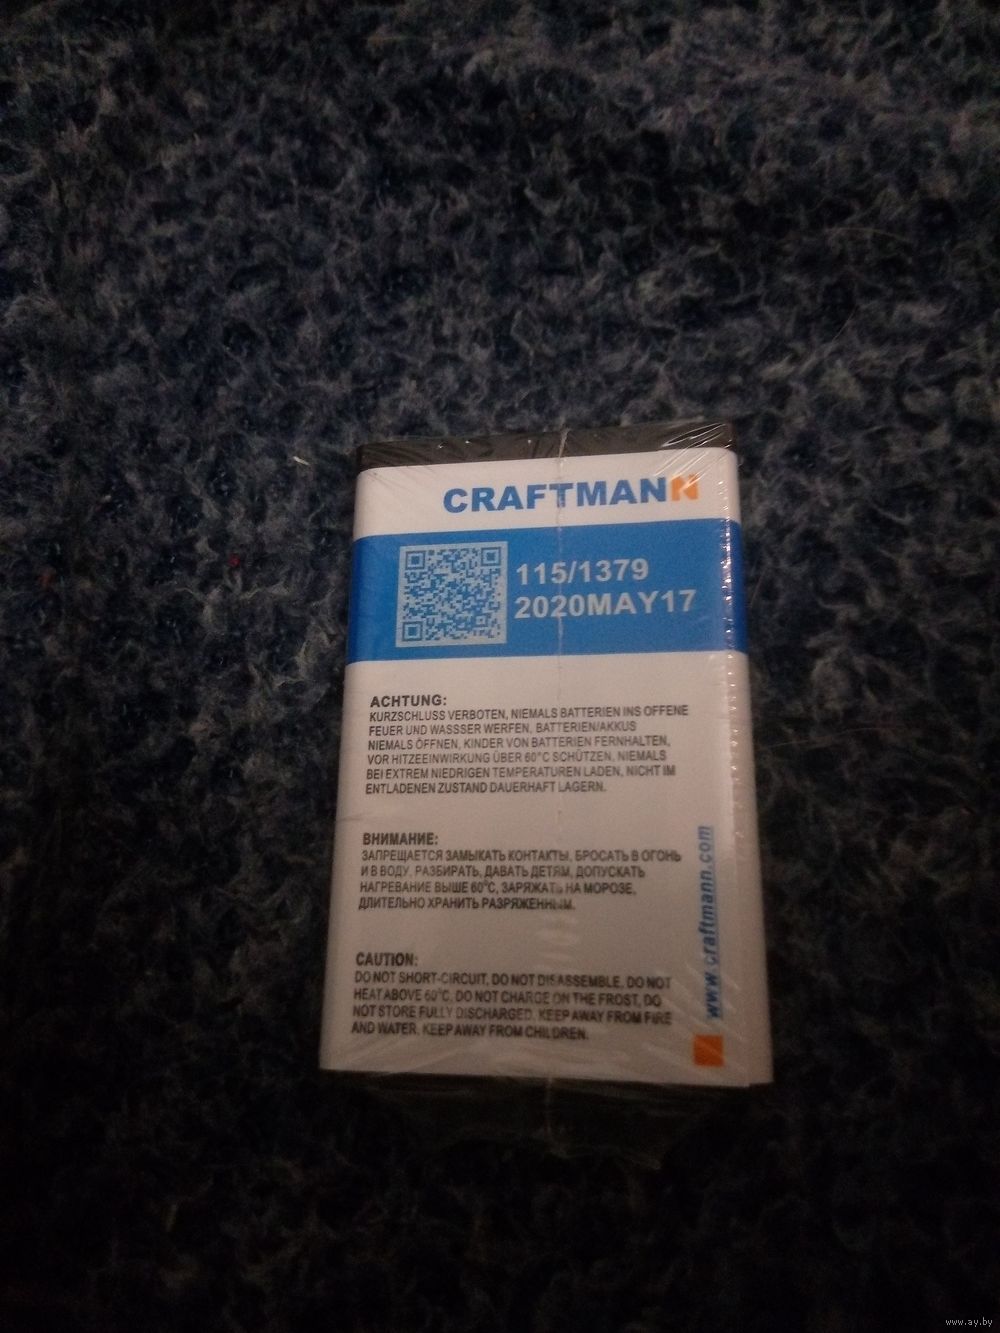 CRAFTMANN
115/1379
2020MAY17
ACHTUNG:
KURZSCHLUSS VERBOTEN, NIEMALS BATTERIEN INS OFFENE
FEUER UND WASSSER WERFEN, BATTERIEN/AKKUS
NIEMALS ÖFFNEN, KINDER VON BATTERIEN FERNHALTEN,
VOR HITZEEINWIRKUNG ÜBER 60°C SCHÜTZEN, NIEMALS
BEI EXTREM NIEDRIGEN TEMPERATUREN LADEN, NICHT IM
ENTLADENEN ZUSTAND DAUERHAFT LAGERN.
ВНИМАНИЕ:
ЗАПРЕЩАЕТСЯ ЗАМЫКАТЬ КОНТАКТЫ, БРОСАТЬ В ОГОНЬ
И В ВОДУ, РАЗБИРАТЬ, ДАВАТЬ ДЕТЯМ, ДОПУСКАТЬ
НАГРЕВАНИЕ ВЫШЕ 60°C, ЗАРЯЖАТЬ НА МОРОЗЕ,
ДЛИТЕЛЬНО ХРАНИТЬ РАЗРЯЖЕННЫМ.
CAUTION:
DO NOT SHORT-CIRCUIT, DO NOT DISASSEMBLE, DO NOT
HEAT ABOVE 60°C, DO NOT CHARGE ON THE FROST, DO
NOT STORE FULLY DISCHARGED, KEEP AWAY FROM FIRE
AND WATER, KEEP AWAY FROM CHILDREN.
www.craftmann.com
www.ay.by